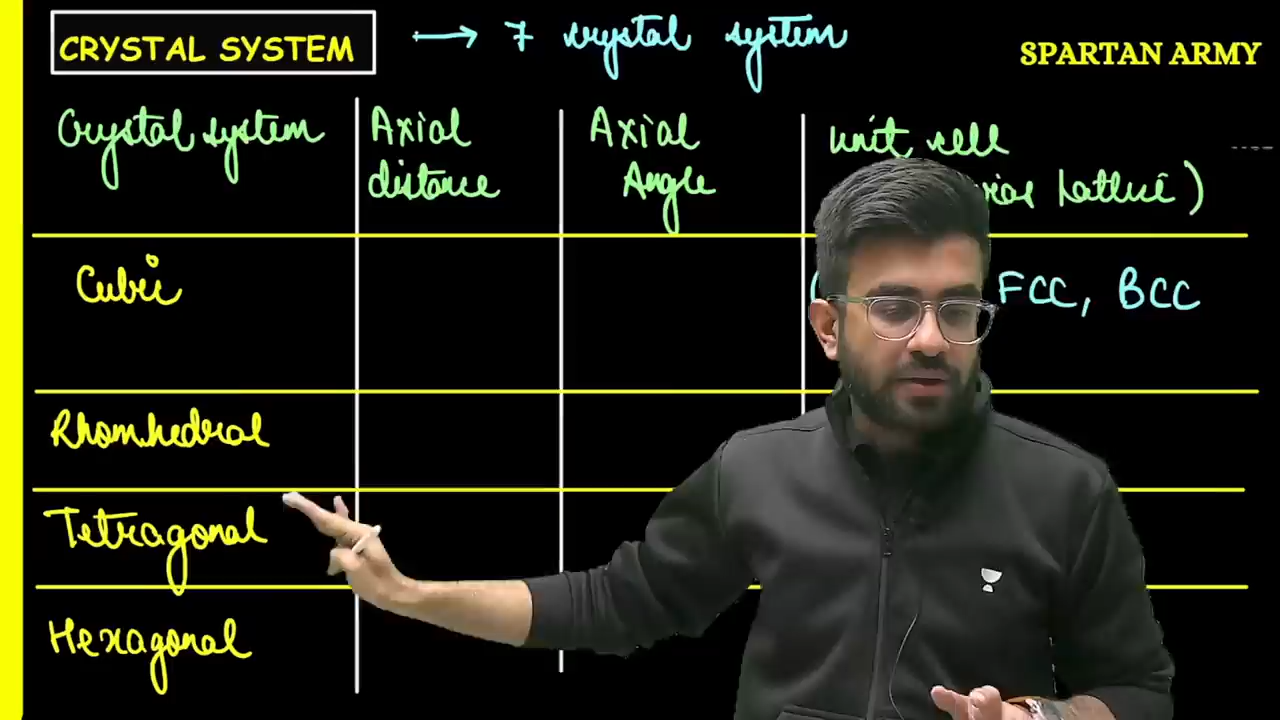 CRYSTAL SYSTEM → 7 crystal system
SPARTAN ARMY
Crystal system Axial distance Axial Angle unit cell
lattice )
Cubic FCC, BCC
Rhomhedral
Tetragonal
Hexagonal